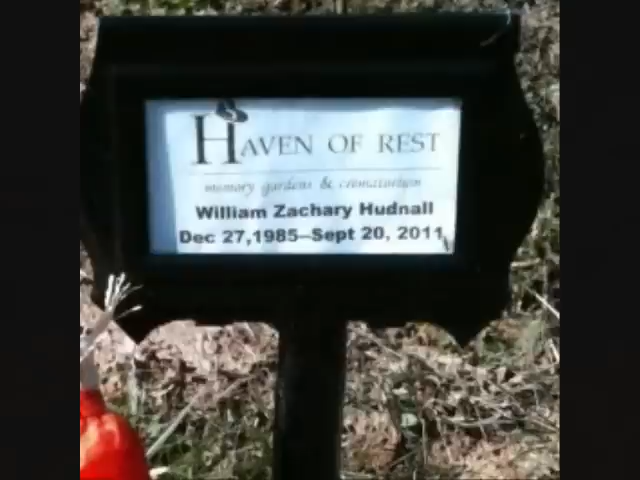 HAVEN OF REST
memory gardens & crematorium
William Zachary Hudnall
Dec 27,1985–Sept 20, 2011